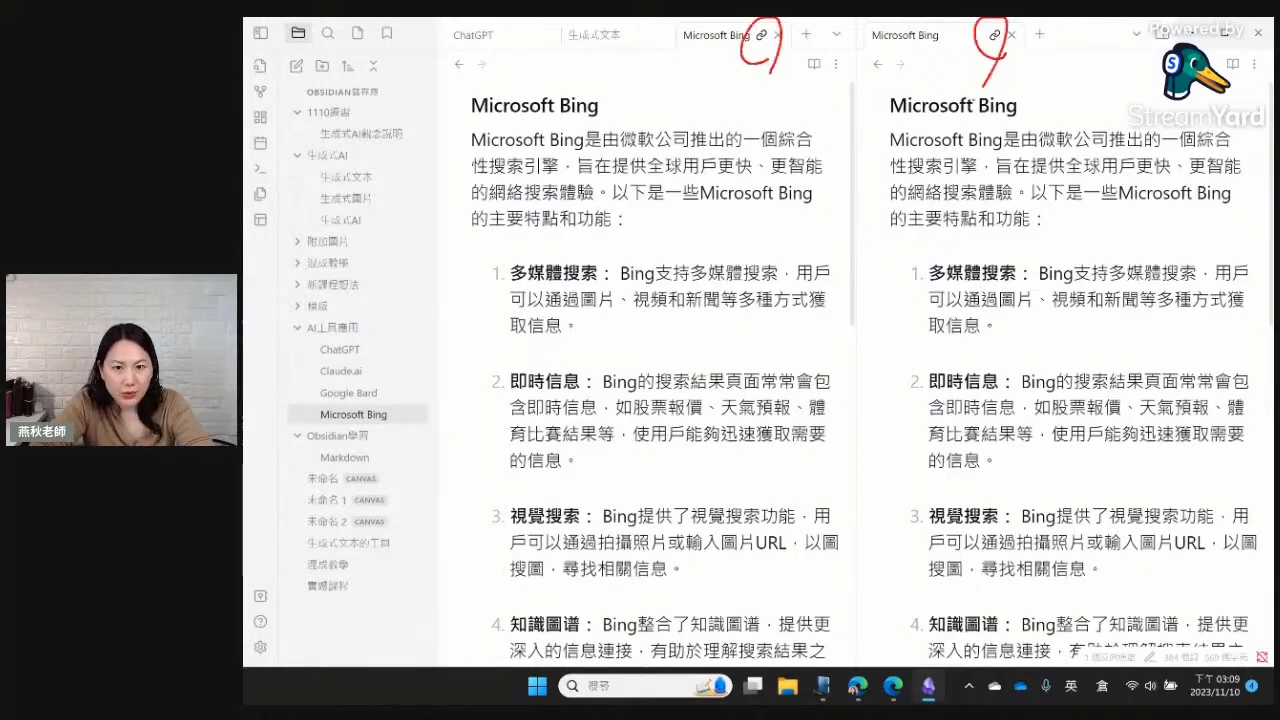 ChatGPT
生成式文本
Microsoft Bing
Microsoft Bing
Powered by
StreamYard
OBSIDIAN儲存庫
1110練習
生成式AI觀念說明
生成式AI
生成式文本
生成式圖片
生成式AI
附加圖片
混成教學
新課程想法
模版
AI工具應用
ChatGPT
Claude.ai
Google Bard
Microsoft Bing
Obsidian學習
Markdown
未命名 CANVAS
未命名 1 CANVAS
未命名 2 CANVAS
生成式文本的工具
混成教學
實體課程
燕秋老師
Microsoft Bing
Microsoft Bing是由微軟公司推出的一個綜合
性搜索引擎，旨在提供全球用戶更快、更智能
的網絡搜索體驗。以下是一些Microsoft Bing
的主要特點和功能：
1. 多媒體搜索： Bing支持多媒體搜索，用戶
可以通過圖片、視頻和新聞等多種方式獲
取信息。
2. 即時信息： Bing的搜索結果頁面常常會包
含即時信息，如股票報價、天氣預報、體
育比賽結果等，使用戶能夠迅速獲取需要
的信息。
3. 視覺搜索： Bing提供了視覺搜索功能，用
戶可以通過拍攝照片或輸入圖片URL，以圖
搜圖，尋找相關信息。
4. 知識圖谱： Bing整合了知識圖谱，提供更
深入的信息連接，有助於理解搜索結果之
Microsoft Bing
Microsoft Bing是由微軟公司推出的一個綜合
性搜索引擎，旨在提供全球用戶更快、更智能
的網絡搜索體驗。以下是一些Microsoft Bing
的主要特點和功能：
1. 多媒體搜索： Bing支持多媒體搜索，用戶
可以通過圖片、視頻和新聞等多種方式獲
取信息。
2. 即時信息： Bing的搜索結果頁面常常會包
含即時信息，如股票報價、天氣預報、體
育比賽結果等，使用戶能夠迅速獲取需要
的信息。
3. 視覺搜索： Bing提供了視覺搜索功能，用
戶可以通過拍攝照片或輸入圖片URL，以圖
搜圖，尋找相關信息。
4. 知識圖谱： Bing整合了知識圖谱，提供更
深入的信息連接，
搜尋
英
下午 03:09
2023/11/10
4